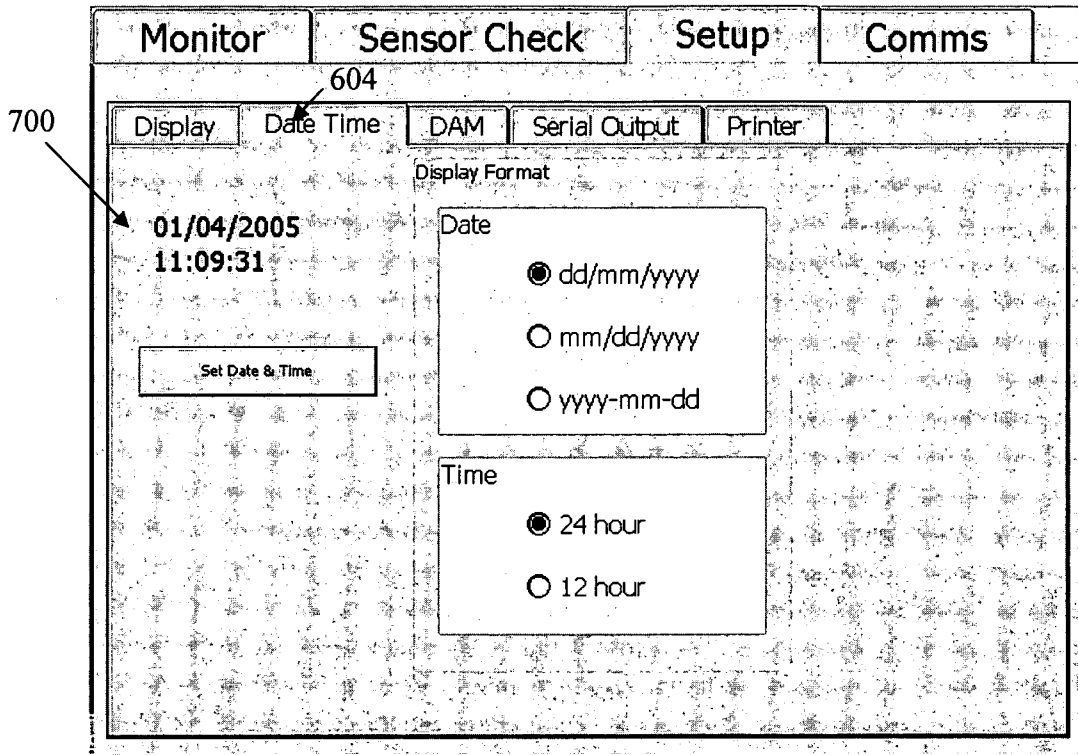 Monitor Sensor Check Setup Comms
604
700
Display Date Time DAM Serial Output Printer
Display Format
01/04/2005
11:09:31
Set Date & Time
Date
dd/mm/yyyy
mm/dd/yyyy
yyyy-mm-dd
Time
24 hour
12 hour